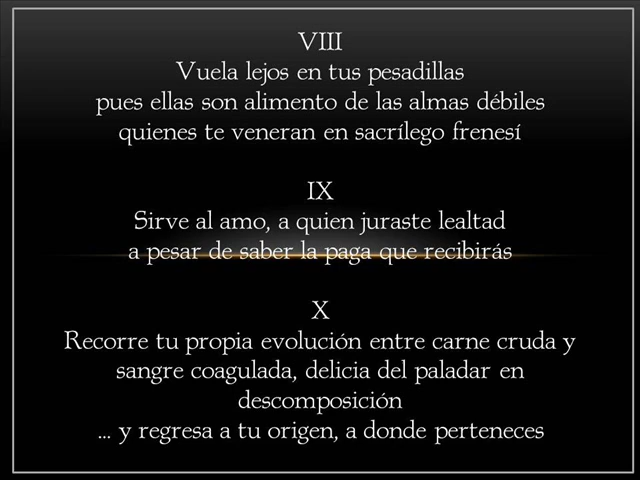 VIII
Vuela lejos en tus pesadillas
pues ellas son alimento de las almas débiles
quienes te veneran en sacrílego frenesí
IX
Sirve al amo, a quien juraste lealtad
a pesar de saber la paga que recibirás
X
Recorre tu propia evolución entre carne cruda y
sangre coagulada, delicia del paladar en
descomposición
... y regresa a tu origen, a donde perteneces